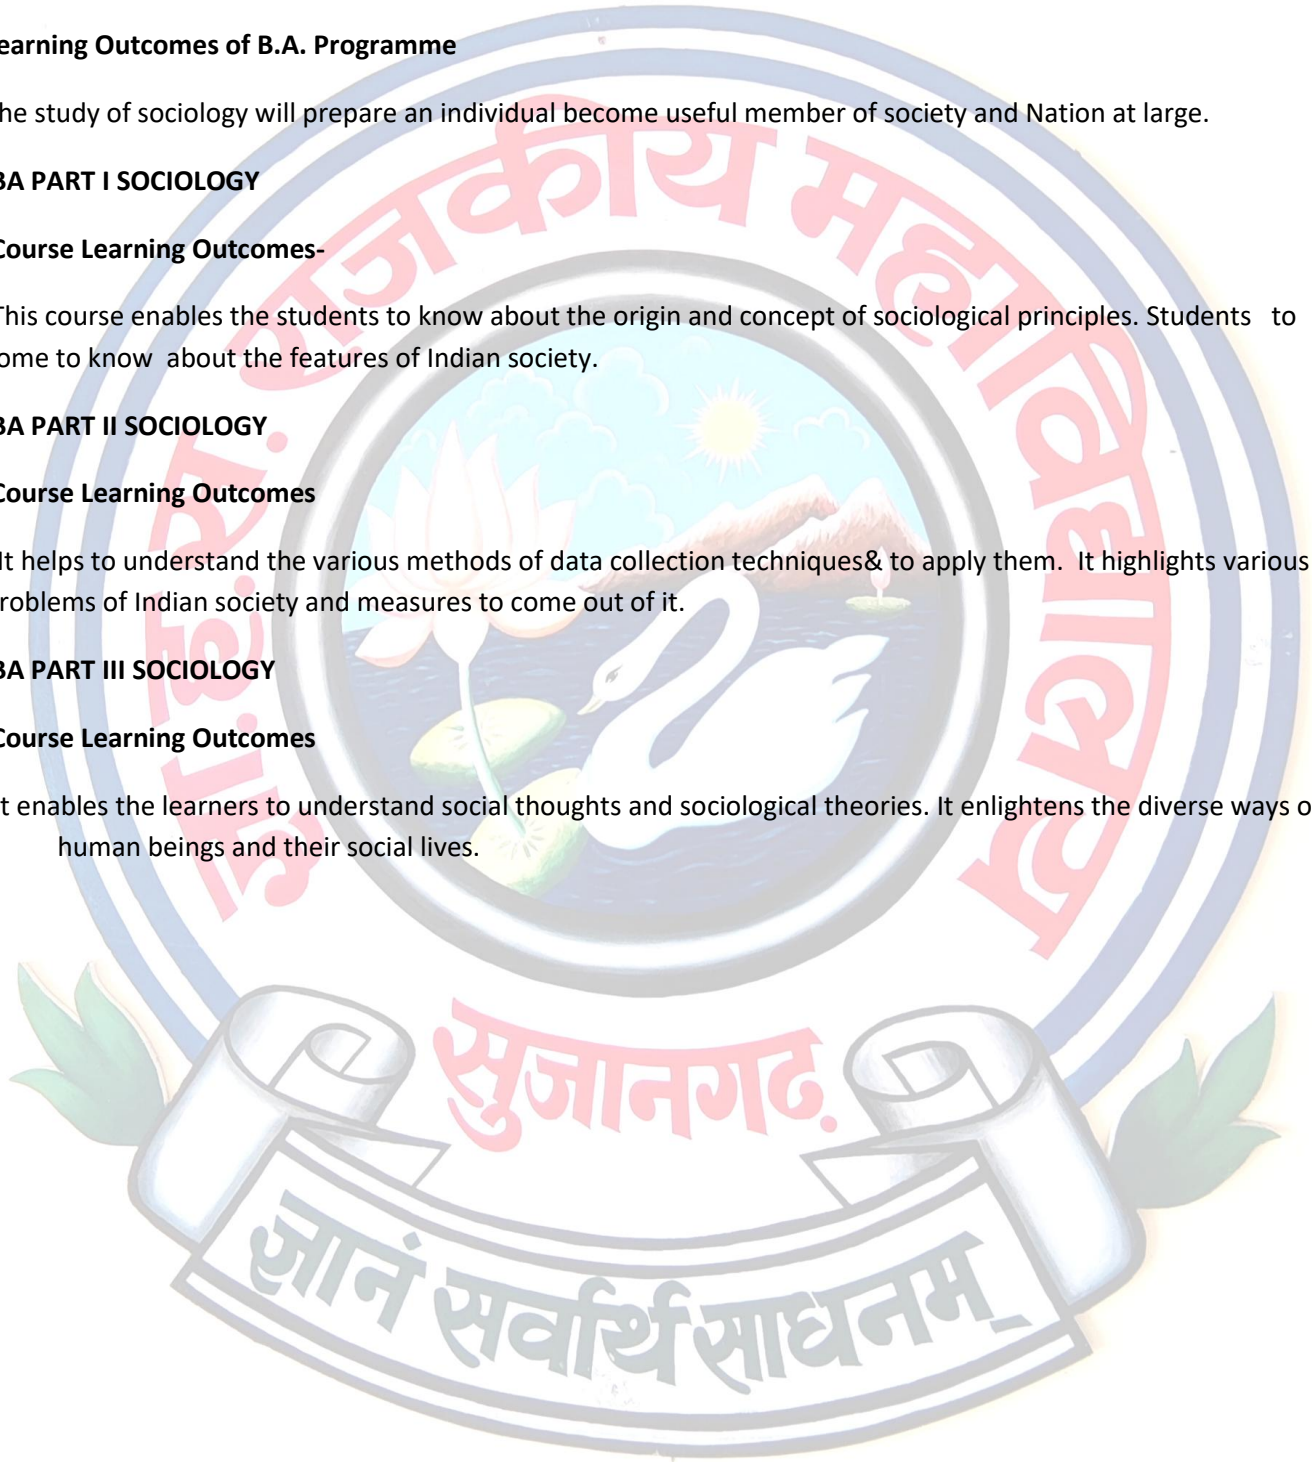 earning Outcomes of B.A. Programme
he study of sociology will prepare an individual become useful member of society and Nation at large.
BA PART I SOCIOLOGY
Course Learning Outcomes-
This course enables the students to know about the origin and concept of sociological principles. Students to
ome to know about the features of Indian society.
BA PART II SOCIOLOGY
Course Learning Outcomes
It helps to understand the various methods of data collection techniques& to apply them. It highlights various
roblems of Indian society and measures to come out of it.
BA PART III SOCIOLOGY
Course Learning Outcomes
t enables the learners to understand social thoughts and sociological theories. It enlightens the diverse ways o
human beings and their social lives.
राजकीय महाविद्यालय
सुजानगढ़
ज्ञानं सर्वार्थ साधनम्